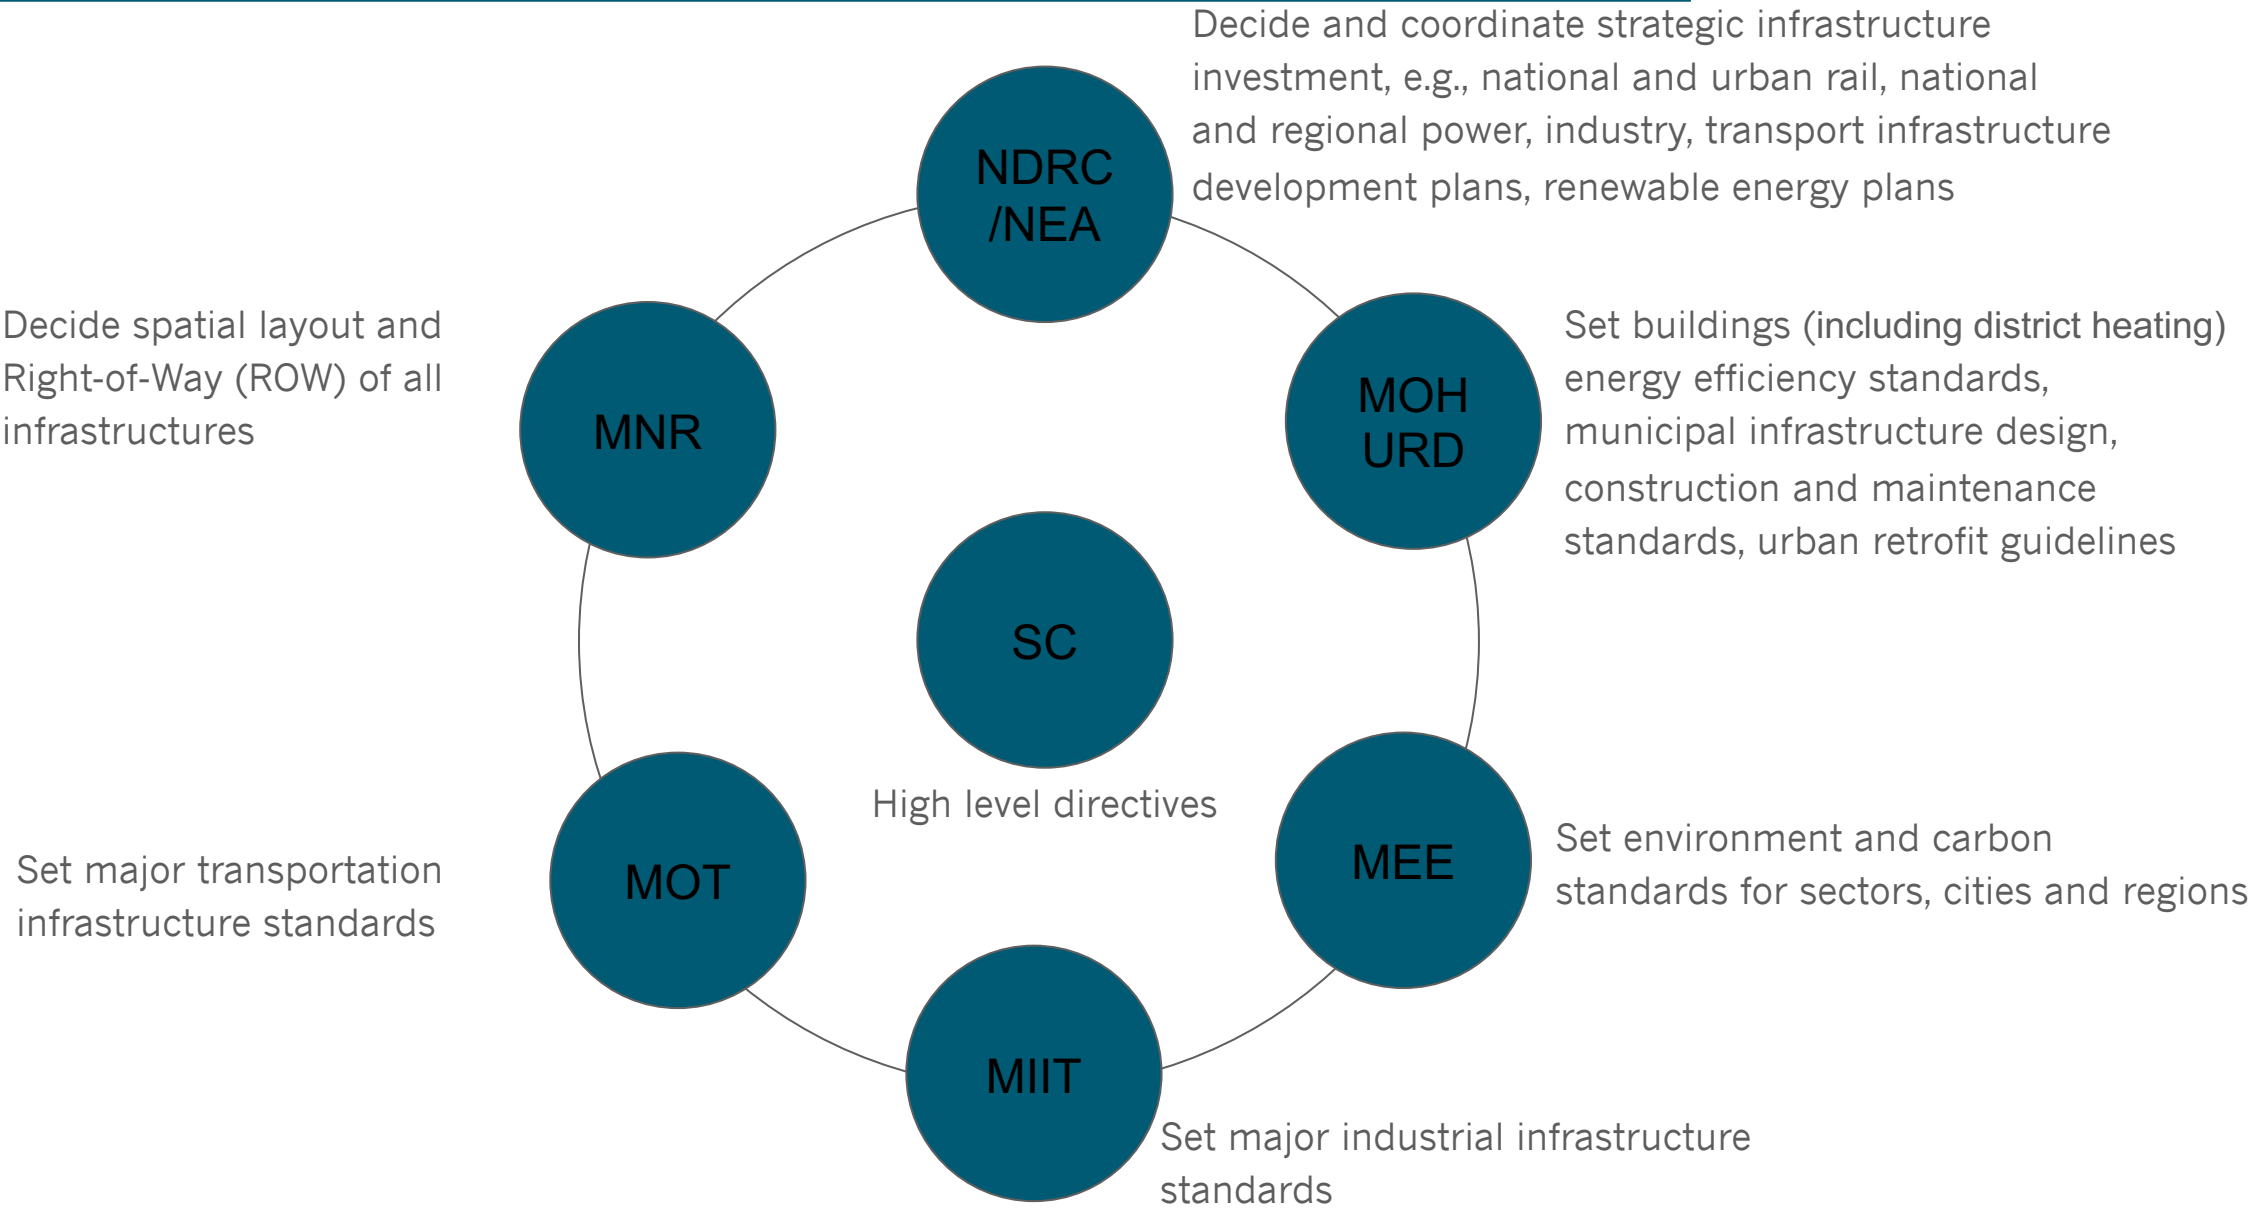 Decide and coordinate strategic infrastructure
investment, e.g., national and urban rail, national
and regional power, industry, transport infrastructure
development plans, renewable energy plans
NDRC
/NEA
Decide spatial layout and
Right-of-Way (ROW) of all
infrastructures
MNR
MOH
URD
Set buildings (including district heating)
energy efficiency standards,
municipal infrastructure design,
construction and maintenance
standards, urban retrofit guidelines
SC
High level directives
Set major transportation
infrastructure standards
MOT
MEE
Set environment and carbon
standards for sectors, cities and regions
MIIT
Set major industrial infrastructure
standards